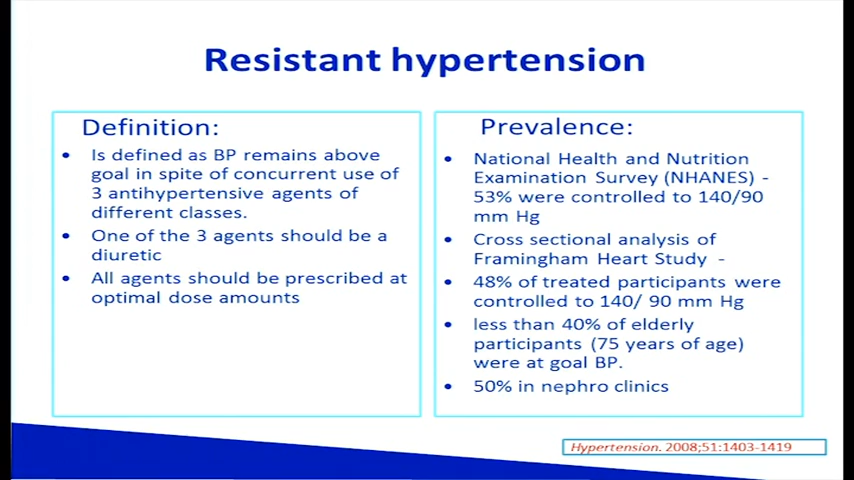 Resistant hypertension
Definition:
• Is defined as BP remains above
goal in spite of concurrent use of
3 antihypertensive agents of
different classes.
• One of the 3 agents should be a
diuretic
• All agents should be prescribed at
optimal dose amounts
Prevalence:
• National Health and Nutrition
Examination Survey (NHANES) -
53% were controlled to 140/90
mm Hg
• Cross sectional analysis of
Framingham Heart Study -
• 48% of treated participants were
controlled to 140/ 90 mm Hg
• less than 40% of elderly
participants (75 years of age)
were at goal BP.
• 50% in nephro clinics
Hypertension. 2008;51:1403-1419